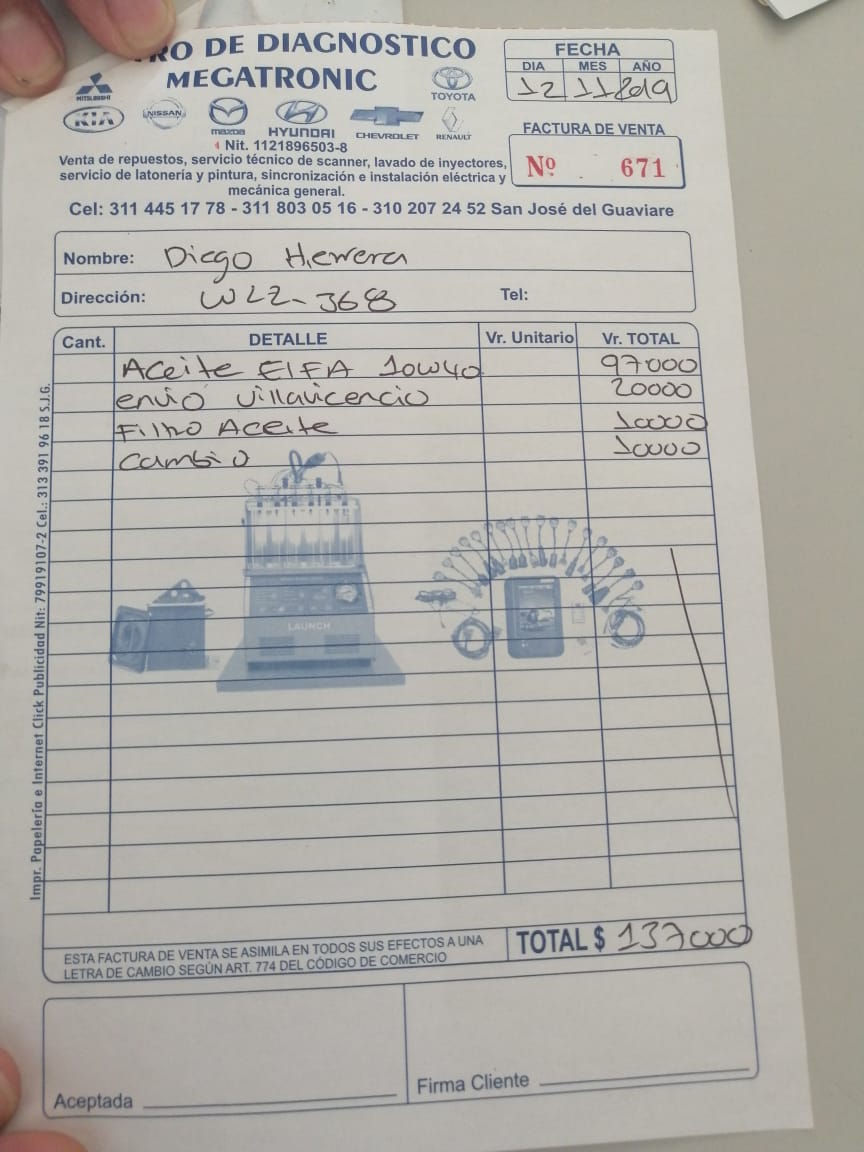 RO DE DIAGNOSTICO
MEGATRONIC
MITSUBISHI
KIA
NISSAN
mazda
HYUNDAI
CHEVROLET
RENAULT
TOYOTA
Nit. 1121896503-8
Venta de repuestos, servicio técnico de scanner, lavado de inyectores,
servicio de latonería y pintura, sincronización e instalación eléctrica y
mecánica general.
Cel: 311 445 17 78 - 311 803 05 16 - 310 207 24 52 San José del Guaviare
FECHA
DIA MES AÑO
12 11 2019
FACTURA DE VENTA
Nº 671
Nombre: Diego Herrera
Dirección: WLZ-368 Tel:
Cant. DETALLE Vr. Unitario Vr. TOTAL
Aceite ElFA 10W40 97000
envio villavicencio 20000
Filtro Aceite 10000
Cambio 10000
LAUNCH
Impr. Papelería e Internet Click Publicidad Nit: 79919107-2 Cel.: 313 391 96 18 S.J.G.
ESTA FACTURA DE VENTA SE ASIMILA EN TODOS SUS EFECTOS A UNA
LETRA DE CAMBIO SEGÚN ART. 774 DEL CÓDIGO DE COMERCIO
TOTAL $ 137000
Aceptada
Firma Cliente